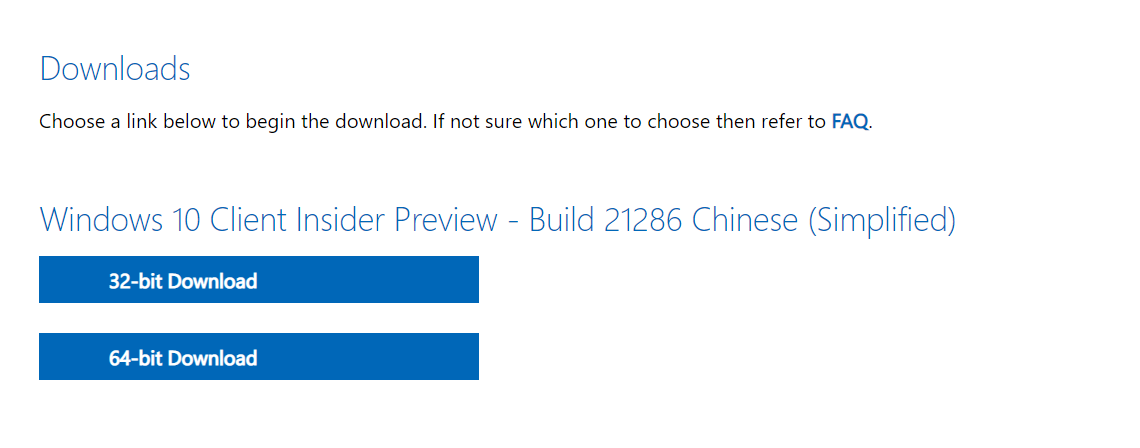 Downloads
Choose a link below to begin the download. If not sure which one to choose then refer to FAQ.
Windows 10 Client Insider Preview - Build 21286 Chinese (Simplified)
32-bit Download
64-bit Download